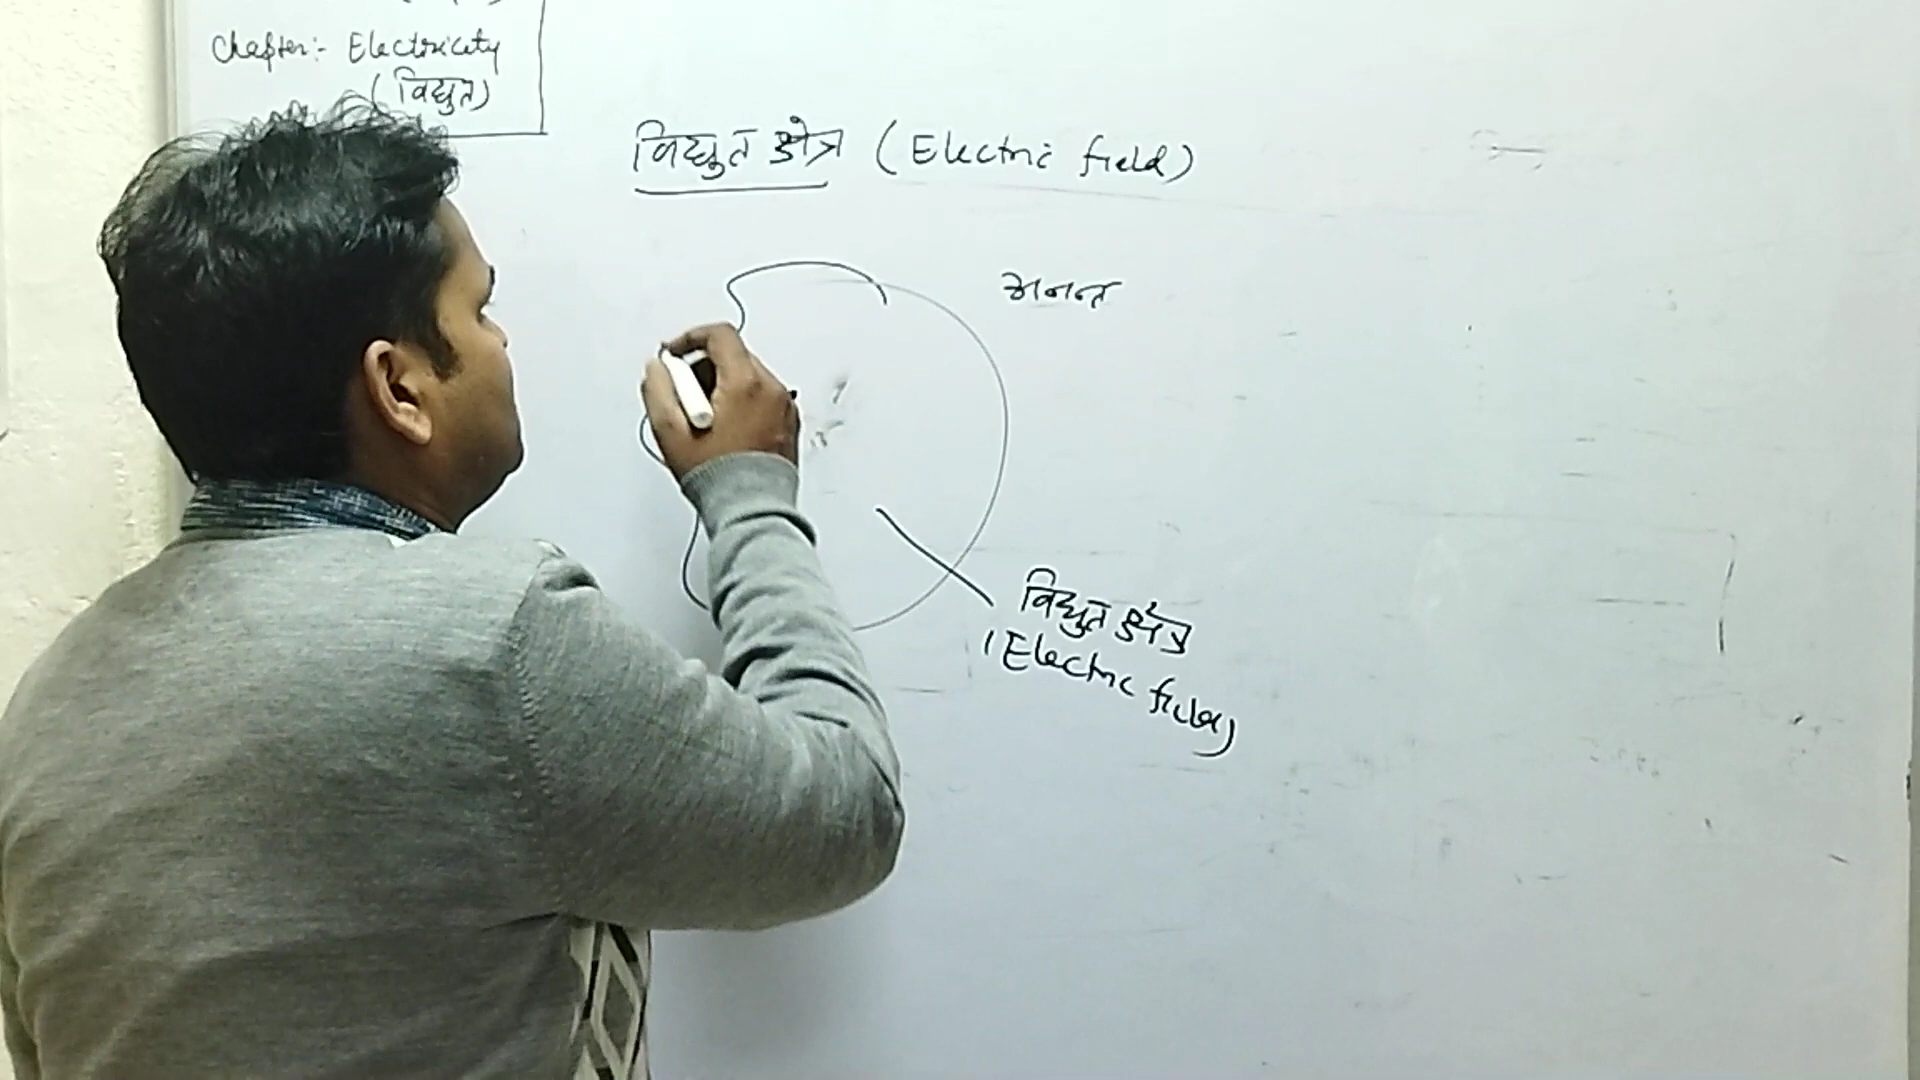 Chapter:- Electricity
(विद्युत)
विद्युत क्षेत्र (Electric field)
अनन्त
विद्युत क्षेत्र
(Electric field)